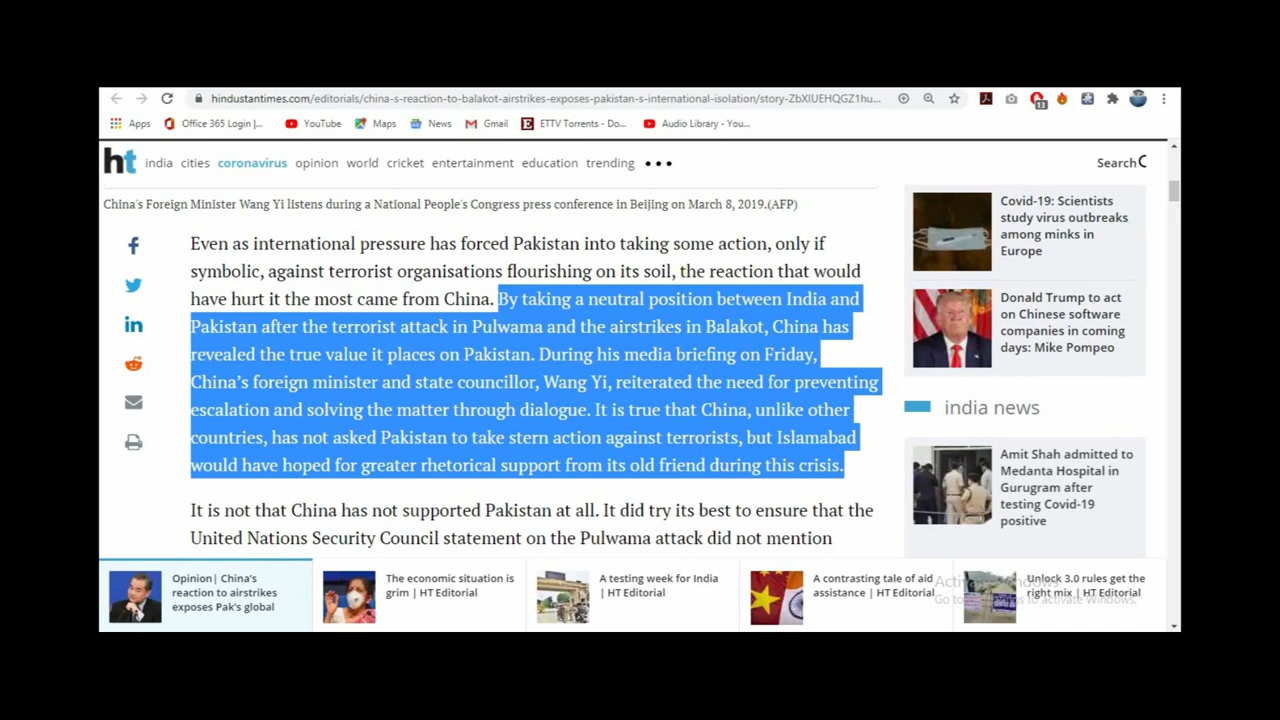 hindustantimes.com/editorials/china-s-reaction-to-balakot-airstrikes-exposes-pakistan-s-international-isolation/story-ZbXlUEHQGZ1hu...
13
Apps
Office 365 Login |...
YouTube
Maps
News
Gmail
ETTV Torrents - Do...
Audio Library - You...
ht
india
cities
coronavirus
opinion
world
cricket
entertainment
education
trending
Search
China's Foreign Minister Wang Yi listens during a National People's Congress press conference in Beijing on March 8, 2019.(AFP)
Even as international pressure has forced Pakistan into taking some action, only if
symbolic, against terrorist organisations flourishing on its soil, the reaction that would
have hurt it the most came from China. By taking a neutral position between India and
Pakistan after the terrorist attack in Pulwama and the airstrikes in Balakot, China has
revealed the true value it places on Pakistan. During his media briefing on Friday,
China's foreign minister and state councillor, Wang Yi, reiterated the need for preventing
escalation and solving the matter through dialogue. It is true that China, unlike other
countries, has not asked Pakistan to take stern action against terrorists, but Islamabad
would have hoped for greater rhetorical support from its old friend during this crisis.
It is not that China has not supported Pakistan at all. It did try its best to ensure that the
United Nations Security Council statement on the Pulwama attack did not mention
Covid-19: Scientists
study virus outbreaks
among minks in
Europe
Donald Trump to act
on Chinese software
companies in coming
days: Mike Pompeo
india news
Amit Shah admitted to
Medanta Hospital in
Gurugram after
testing Covid-19
positive
Opinion| China's
reaction to airstrikes
exposes Pak's global
The economic situation is
grim | HT Editorial
A testing week for India
| HT Editorial
A contrasting tale of aid
assistance | HT Editorial
Unlock 3.0 rules get the
right mix | HT Editorial
Activate Windows
Go to Settings to activate Windows.